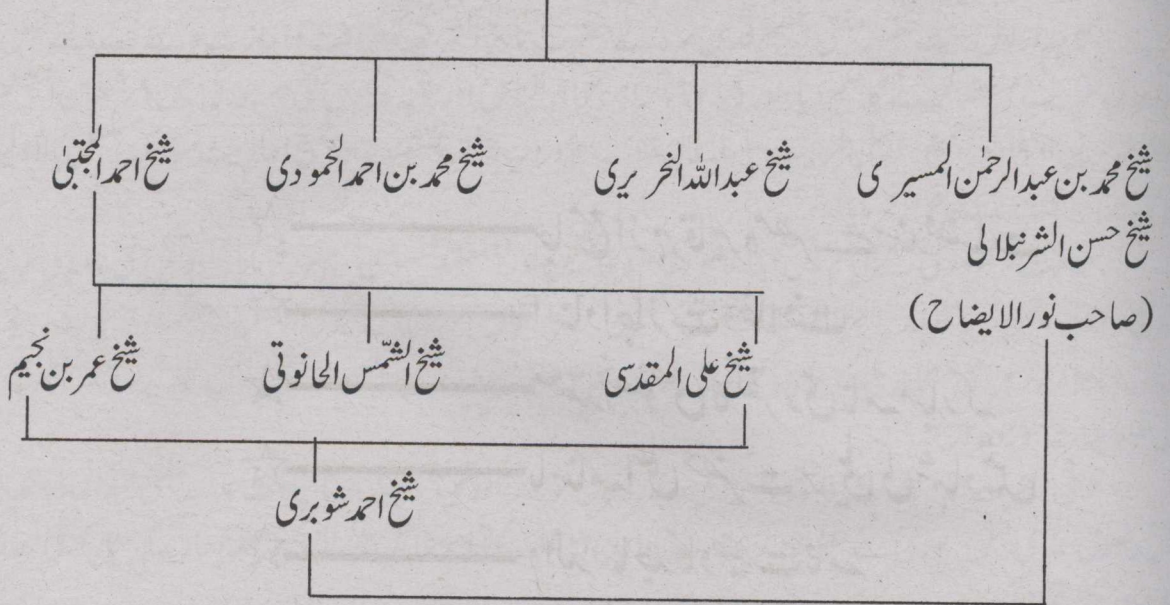 شیخ محمد بن عبدالرحمٰن المسیری شیخ عبداللہ النحریری شیخ محمد بن احمد الحمودی شیخ احمد المجتبیٰ
شیخ حسن الشرنبلالی
(صاحب نورالایضاح)
شیخ علی المقدسی شیخ الشمّس الحانوتی شیخ عمر بن نجیم
شیخ احمد شوبری